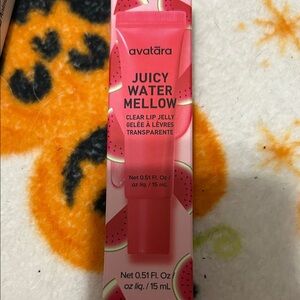 avatāra
JUICY
WATER
MELLOW
CLEAR LIP JELLY
GELÉE À LÈVRES
TRANSPARENTE
Net 0.51 Fl. Oz /
oz liq. / 15 mL
Net 0.51 Fl. Oz /
oz liq. / 15 mL